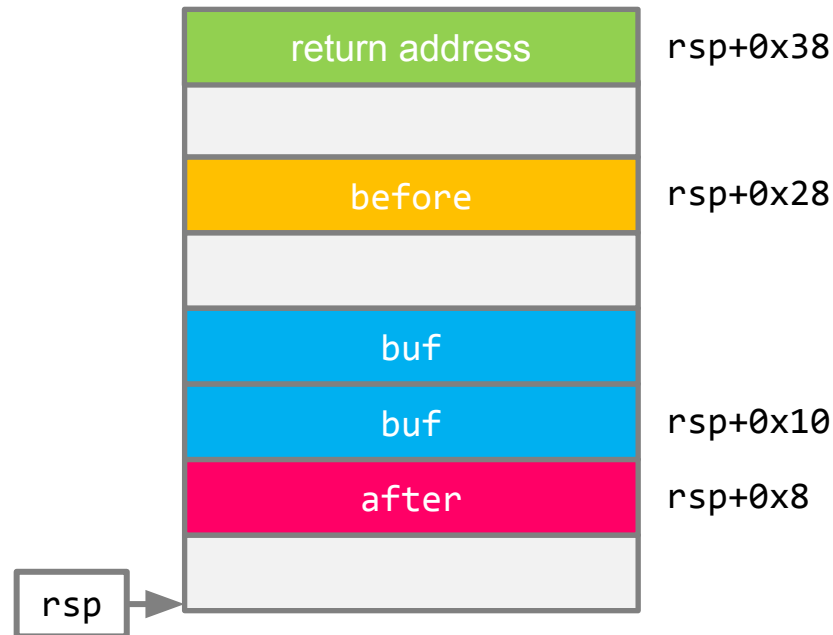 return address rsp+0x38
before rsp+0x28
buf
buf rsp+0x10
after rsp+0x8
rsp